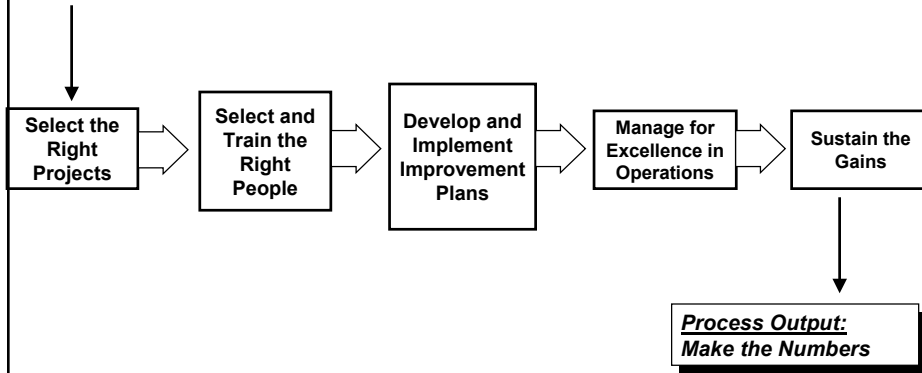 Select the
Right
Projects
Select and
Train the
Right
People
Develop and
Implement
Improvement
Plans
Manage for
Excellence in
Operations
Sustain the
Gains
Process Output:
Make the Numbers